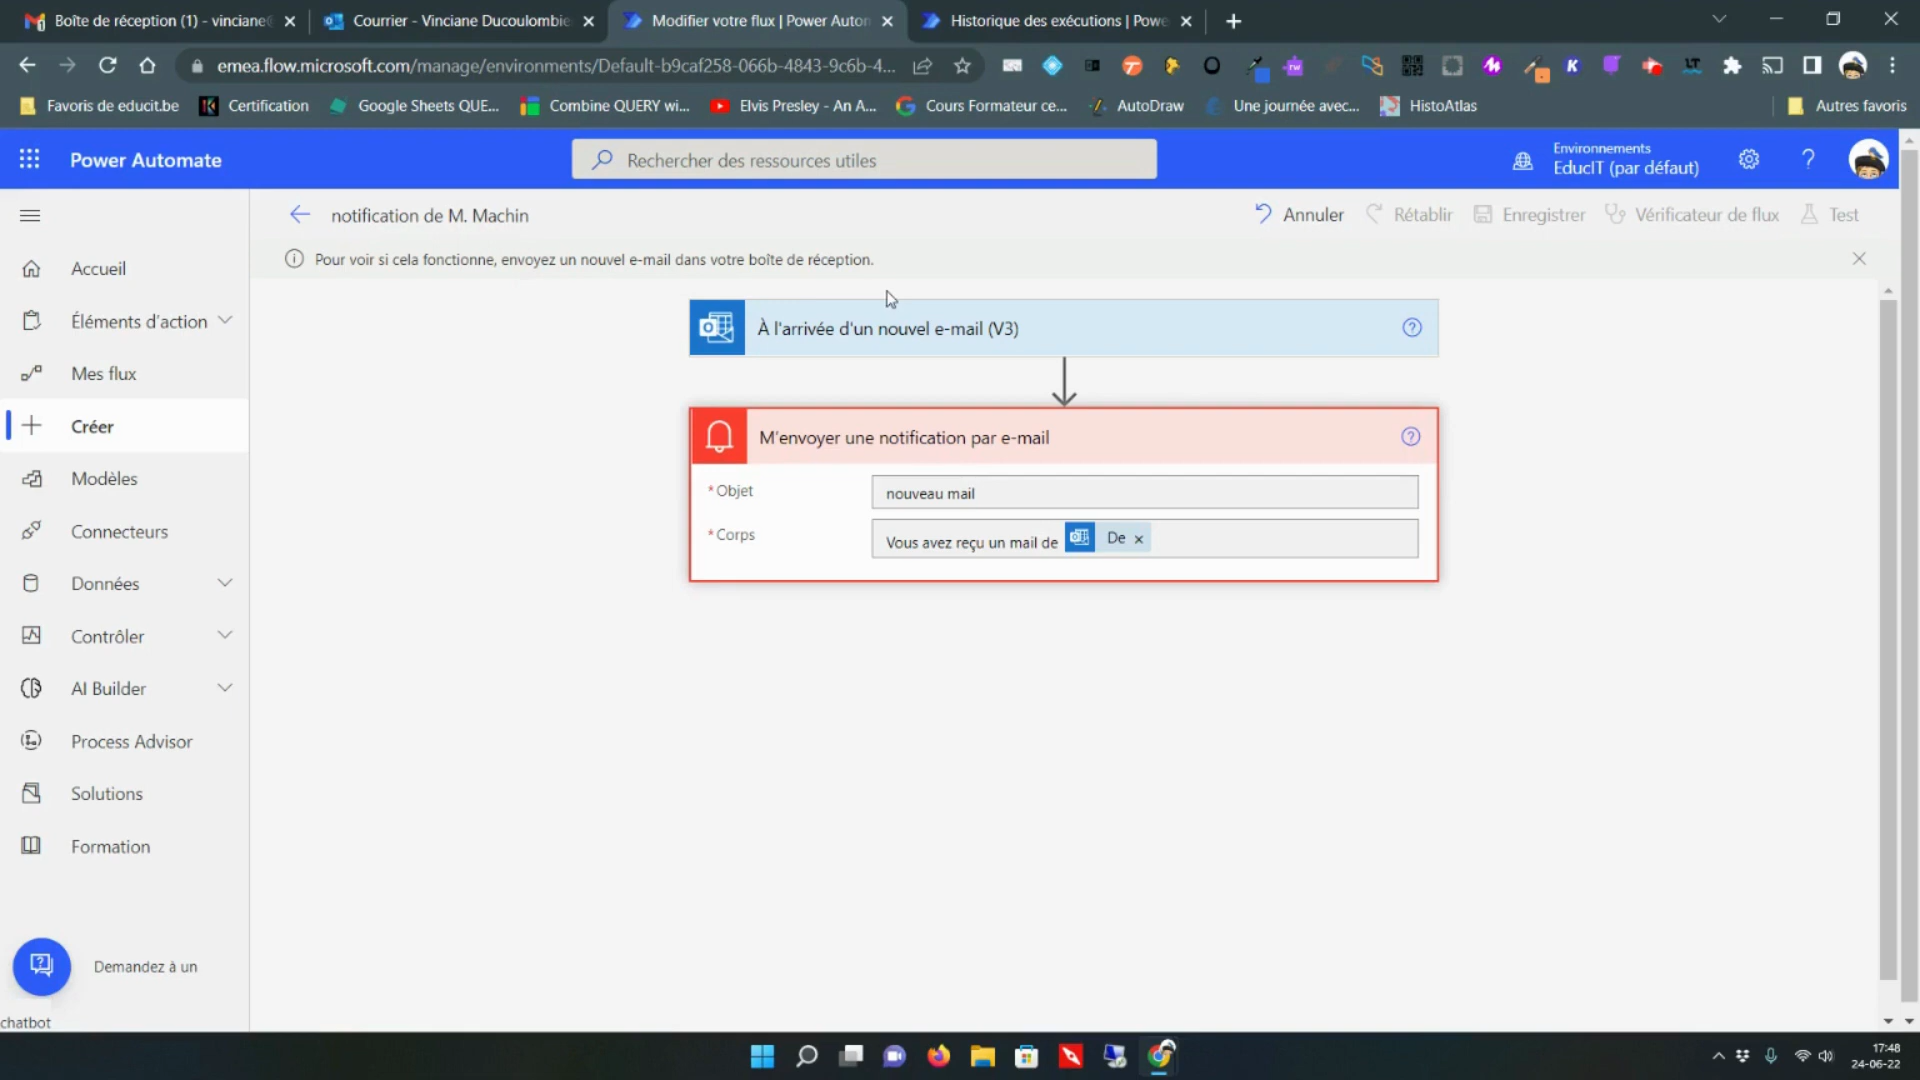 Boîte de réception (1) - vinciane
Courrier - Vinciane Ducoulombie
Modifier votre flux | Power Auton
Historique des exécutions | Powe
emea.flow.microsoft.com/manage/environments/Default-b9caf258-066b-4843-9c6b-4...
Favoris de educit.be
Certification
Google Sheets QUE...
Combine QUERY wi...
Elvis Presley - An A...
Cours Formateur ce...
AutoDraw
Une journée avec...
HistoAtlas
Autres favoris
Power Automate
Rechercher des ressources utiles
Environnements
EducIT (par défaut)
notification de M. Machin
Annuler
Rétablir
Enregistrer
Vérificateur de flux
Test
Pour voir si cela fonctionne, envoyez un nouvel e-mail dans votre boîte de réception.
Accueil
Éléments d'action
Mes flux
Créer
Modèles
Connecteurs
Données
Contrôler
AI Builder
Process Advisor
Solutions
Formation
Demandez à un
chatbot
À l'arrivée d'un nouvel e-mail (V3)
M'envoyer une notification par e-mail
* Objet
nouveau mail
* Corps
Vous avez reçu un mail de De ×
17:48
24-06-22